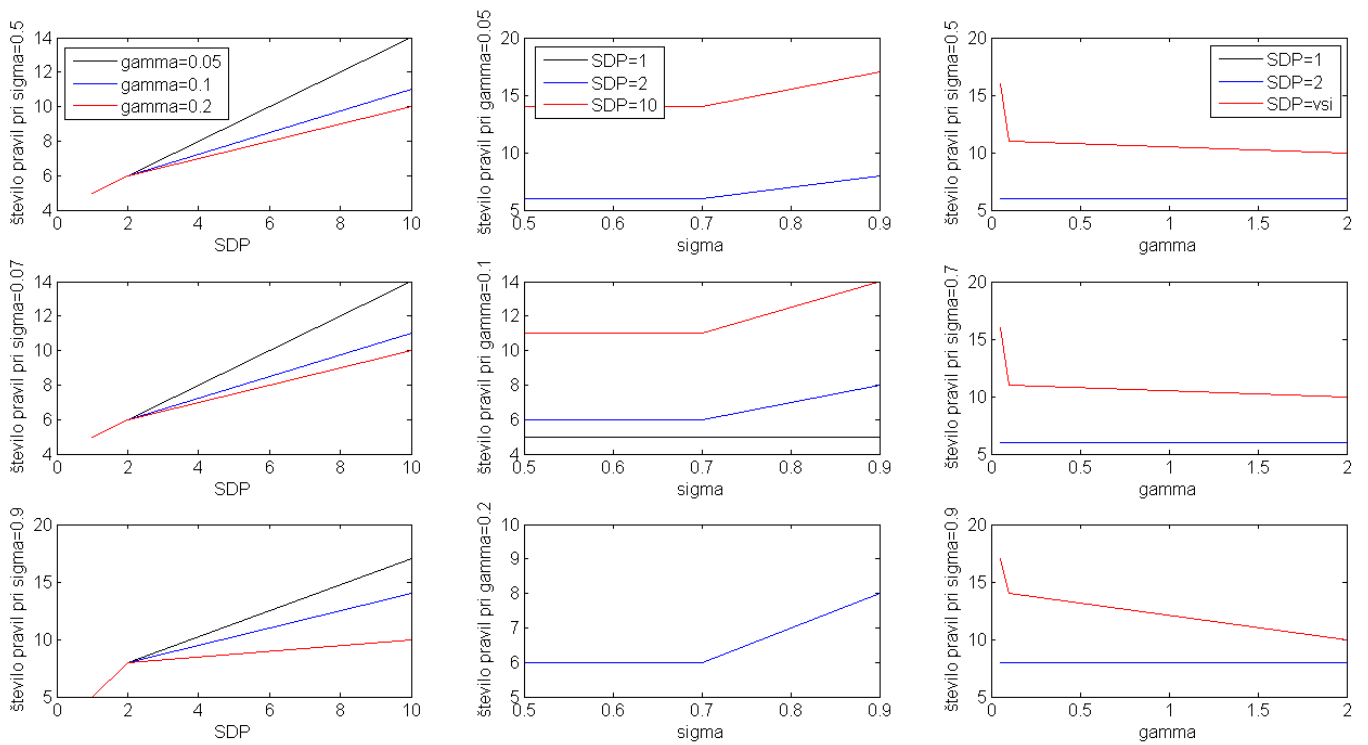 število pravil pri sigma=0.5
14
12
10
8
6
4
gamma=0.05
gamma=0.1
gamma=0.2
0 2 4 6 8 10
SDP
število pravil pri gamma=0.05
20
15
10
5
SDP=1
SDP=2
SDP=10
0.5 0.6 0.7 0.8 0.9
sigma
število pravil pri sigma=0.5
20
15
10
5
SDP=1
SDP=2
SDP=vsi
0 0.5 1 1.5 2
gamma
število pravil pri sigma=0.07
14
12
10
8
6
4
0 2 4 6 8 10
SDP
število pravil pri gamma=0.1
14
12
10
8
6
4
0.5 0.6 0.7 0.8 0.9
sigma
število pravil pri sigma=0.7
20
15
10
5
0 0.5 1 1.5 2
gamma
število pravil pri sigma=0.9
20
15
10
5
0 2 4 6 8 10
SDP
število pravil pri gamma=0.2
10
9
8
7
6
5
0.5 0.6 0.7 0.8 0.9
sigma
število pravil pri sigma=0.9
20
15
10
5
0 0.5 1 1.5 2
gamma